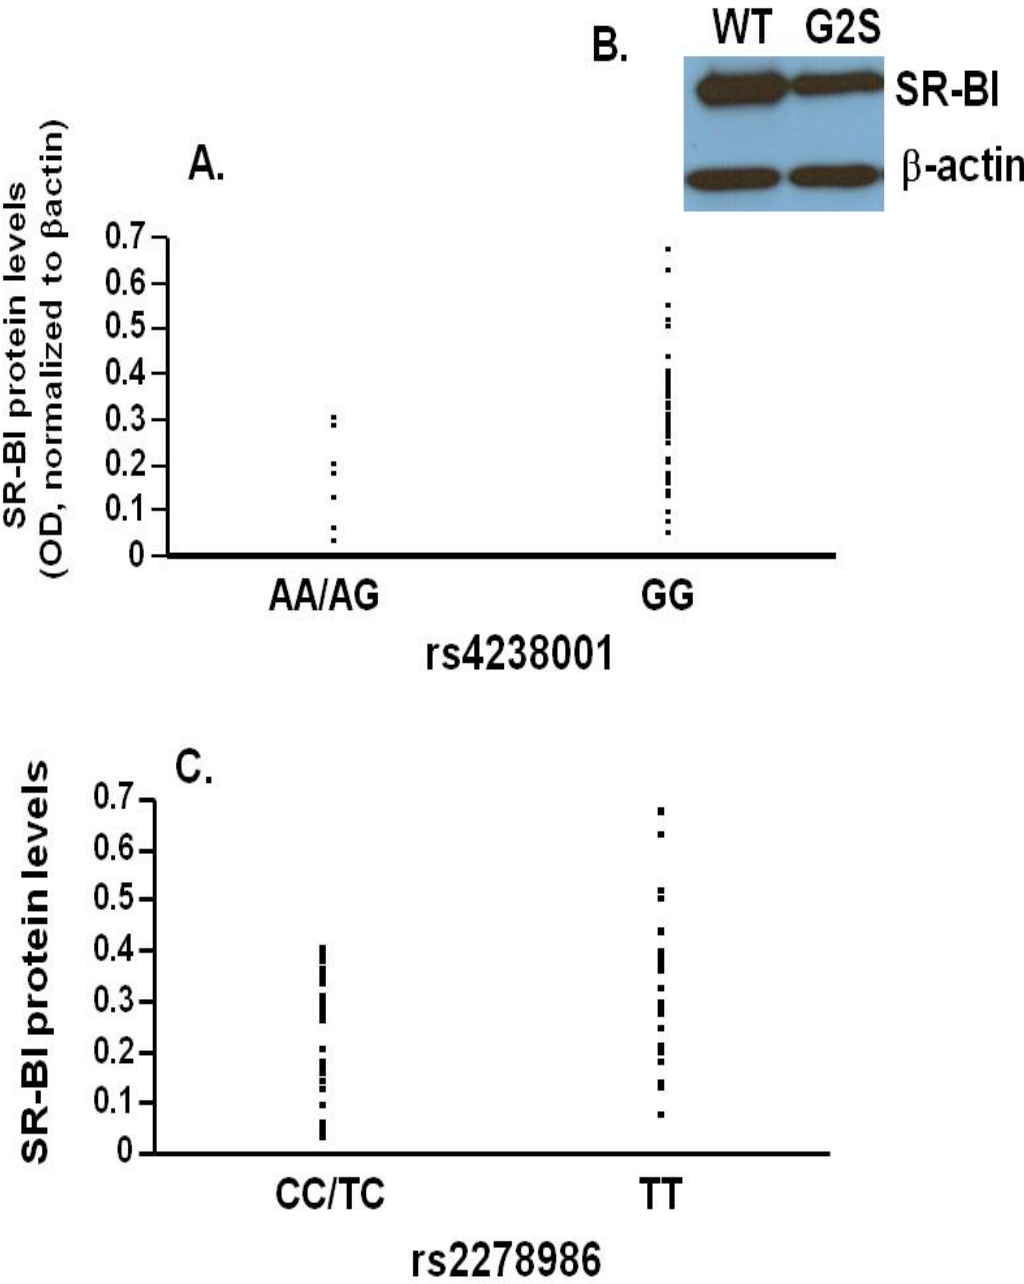 B.
WT G2S
SR-BI
β-actin
A.
SR-BI protein levels
(OD, normalized to βactin)
0.7
0.6
0.5
0.4
0.3
0.2
0.1
0
AA/AG GG
rs4238001
C.
SR-BI protein levels
0.7
0.6
0.5
0.4
0.3
0.2
0.1
0
CC/TC TT
rs2278986